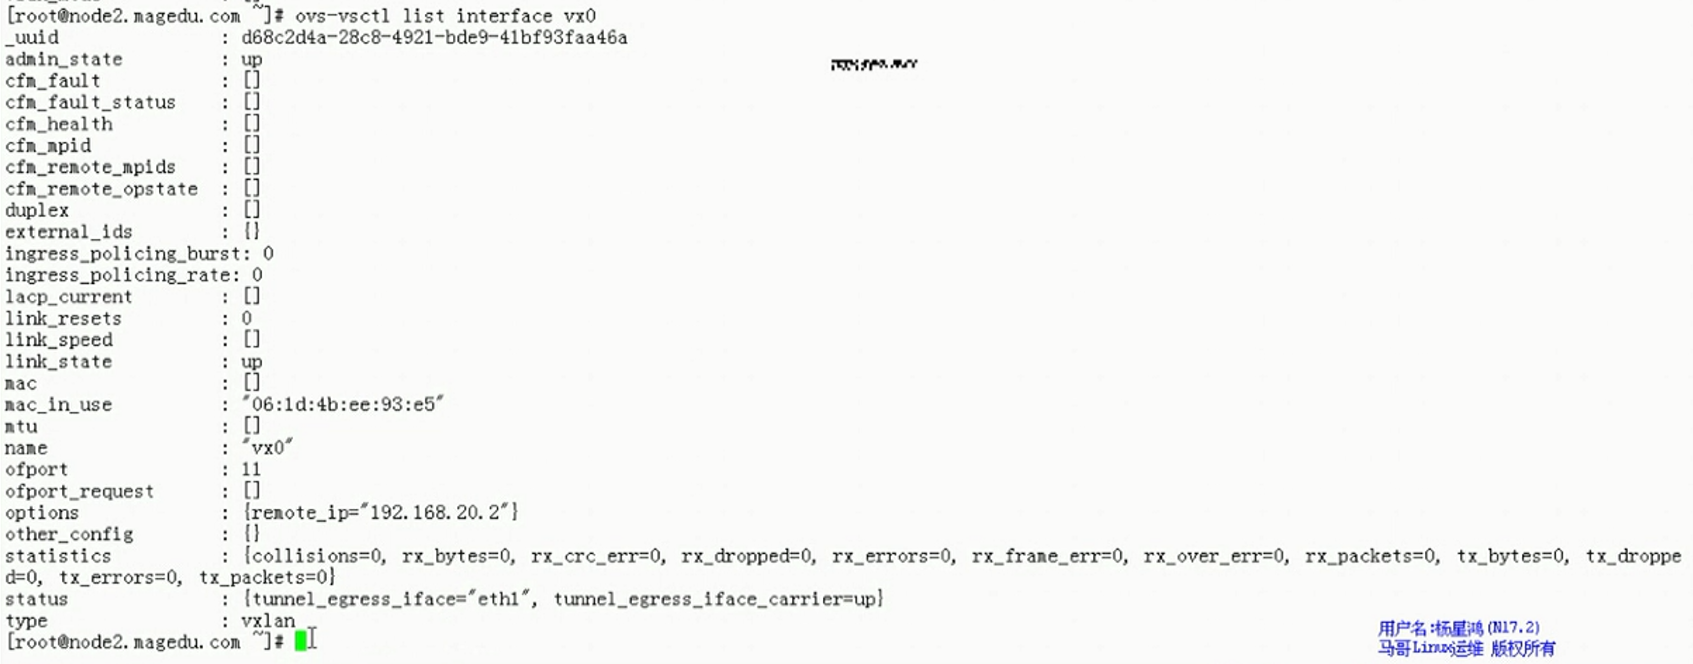 [root@node2.magedu.com ~]# ovs-vsctl list interface vx0
_uuid : d68c2d4a-28c8-4921-bde9-41bf93faa46a
admin_state : up
cfm_fault : []
cfm_fault_status : []
cfm_health : []
cfm_mpid : []
cfm_remote_mpids : []
cfm_remote_opstate : []
duplex : []
external_ids : {}
ingress_policing_burst: 0
ingress_policing_rate: 0
lacp_current : []
link_resets : 0
link_speed : []
link_state : up
mac : []
mac_in_use : "06:1d:4b:ee:93:e5"
mtu : []
name : "vx0"
ofport : 11
ofport_request : []
options : {remote_ip="192.168.20.2"}
other_config : {}
statistics : {collisions=0, rx_bytes=0, rx_crc_err=0, rx_dropped=0, rx_errors=0, rx_frame_err=0, rx_over_err=0, rx_packets=0, tx_bytes=0, tx_droppe
d=0, tx_errors=0, tx_packets=0}
status : {tunnel_egress_iface="eth1", tunnel_egress_iface_carrier=up}
type : vxlan
[root@node2.magedu.com ~]#
用户名:杨星鸿(N17.2)
马哥Linux运维 版权所有